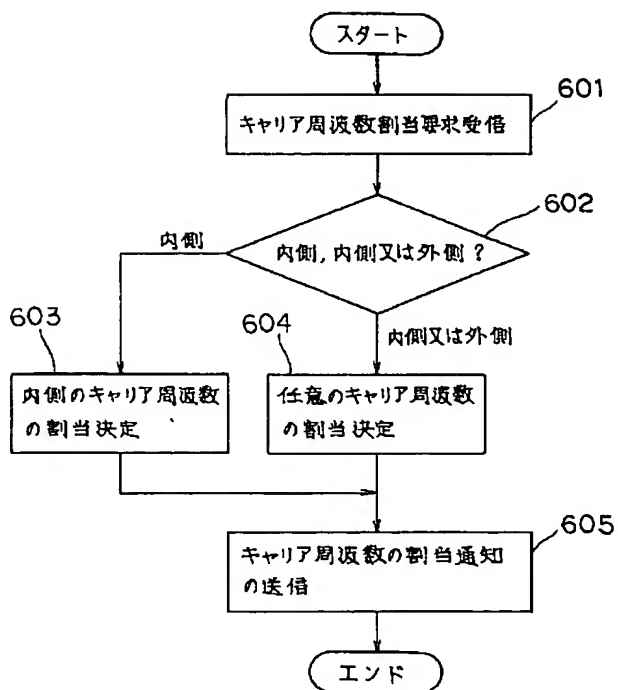 スタート
601
キャリア周波数割当要求受信
602
内側
内側,内側又は外側?
603
604
内側又は外側
内側のキャリア周波数
の割当決定
任意のキャリア周波数
の割当決定
605
キャリア周波数の割当通知
の送信
エンド